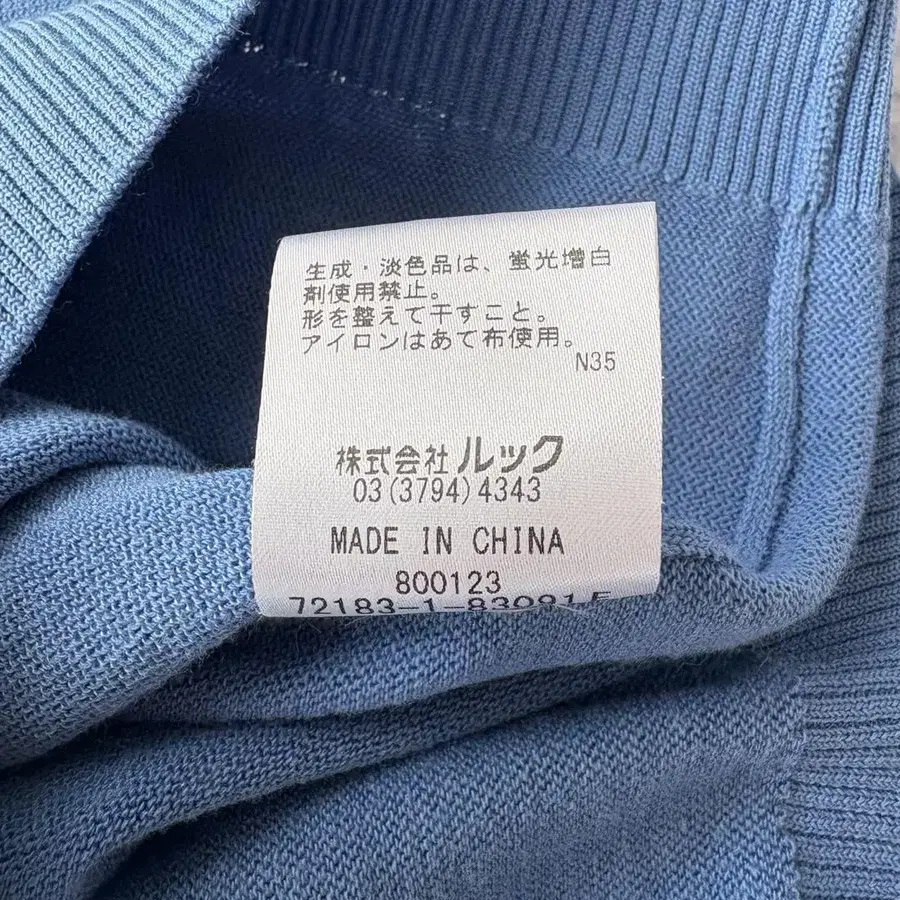 生成・淡色品は、蛍光増白
剤使用禁止。
形を整えて干すこと。
アイロンはあて布使用。
N35
株式会社ルック
03(3794)4343
MADE IN CHINA
800123